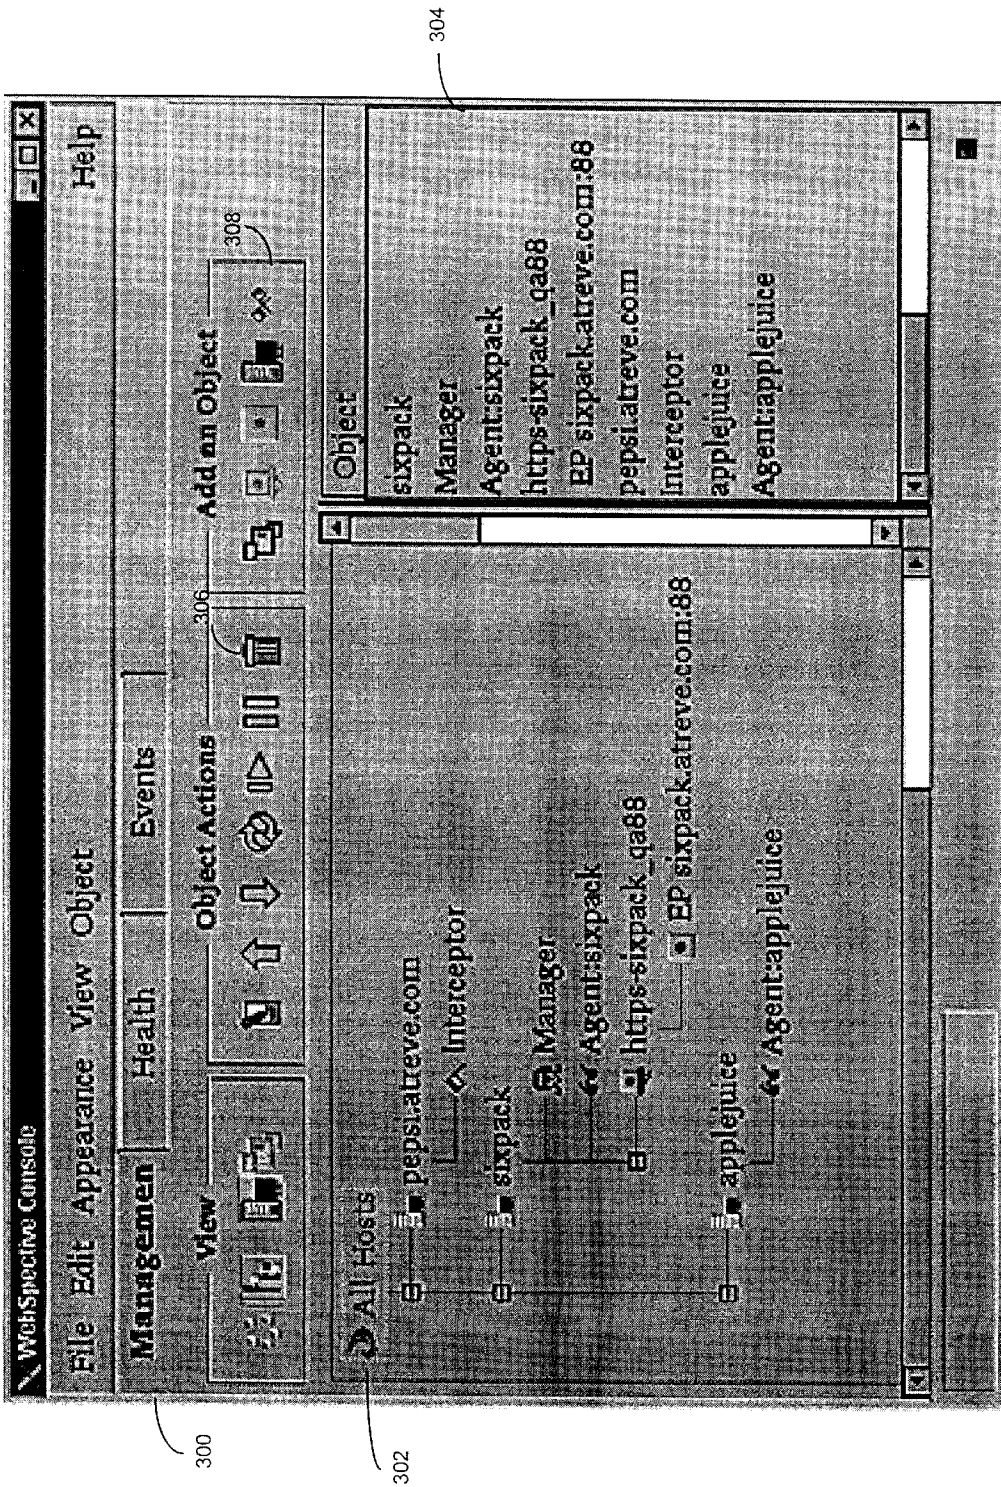 WebSpective Console
File Edit Appearance View Object Help
Managemen Health Events
View Object Actions Add an Object
All Hosts
pepsi.atreve.com
Interceptor
sixpack
Manager
Agent:sixpack
https-sixpack_qa88
EP sixpack.atreve.com:88
applejuice
Agent:applejuice
Object
sixpack
Manager
Agent:sixpack
https-sixpack_qa88
EP sixpack.atreve.com:88
pepsi.atreve.com
Interceptor
applejuice
Agent:applejuice
300
302
304
306
308